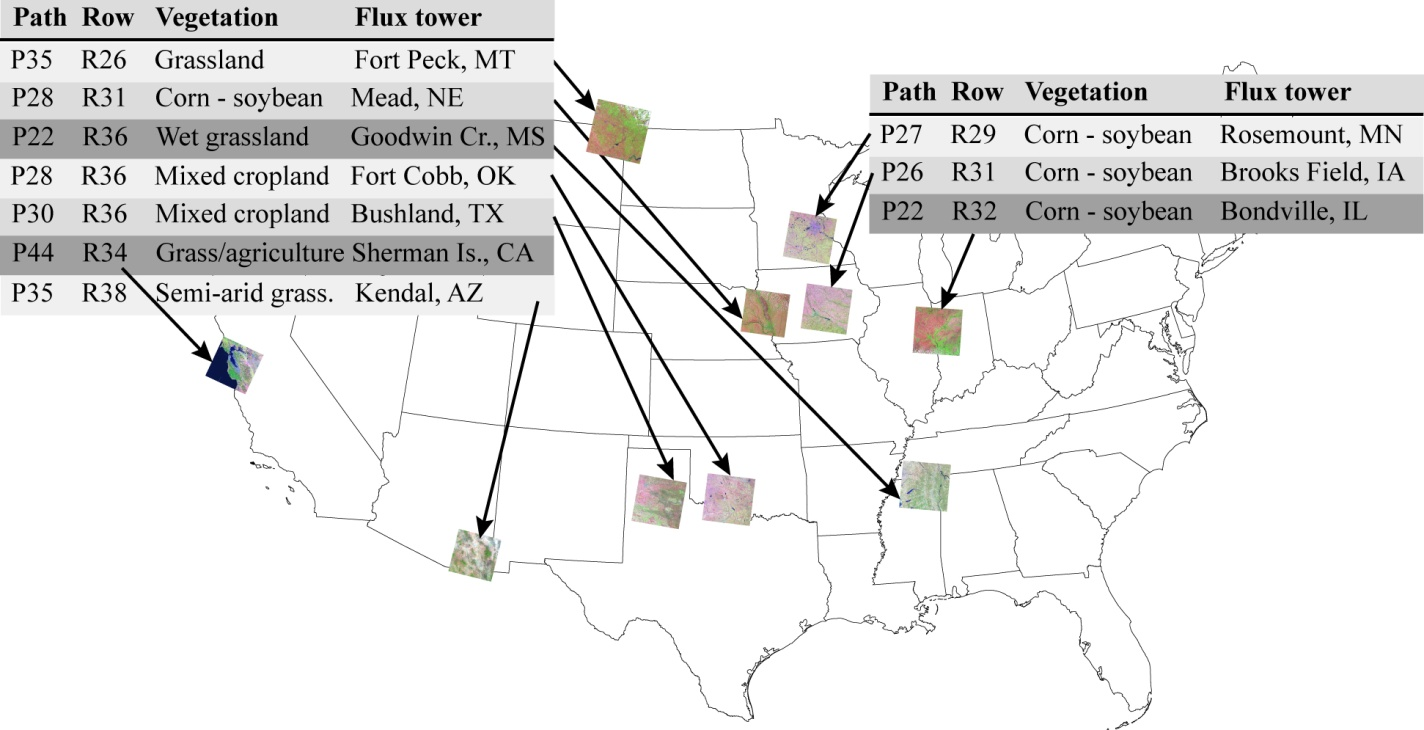 Path Row Vegetation Flux tower
P35 R26 Grassland Fort Peck, MT
P28 R31 Corn - soybean Mead, NE
P22 R36 Wet grassland Goodwin Cr., MS
P28 R36 Mixed cropland Fort Cobb, OK
P30 R36 Mixed cropland Bushland, TX
P44 R34 Grass/agriculture Sherman Is., CA
P35 R38 Semi-arid grass. Kendal, AZ
Path Row Vegetation Flux tower
P27 R29 Corn - soybean Rosemount, MN
P26 R31 Corn - soybean Brooks Field, IA
P22 R32 Corn - soybean Bondville, IL